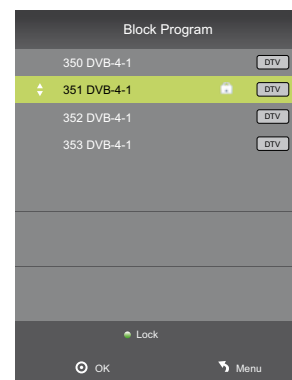 Block Program
350 DVB-4-1 DTV
351 DVB-4-1 DTV
352 DVB-4-1 DTV
353 DVB-4-1 DTV
Lock
OK Menu